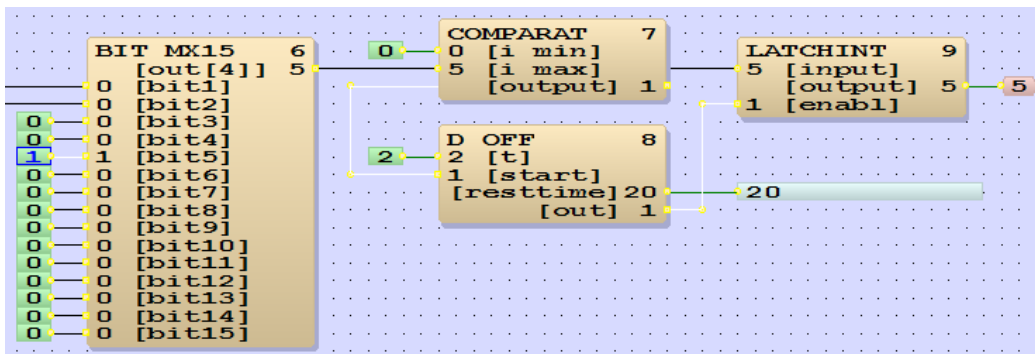 BIT MX15 6
[out[4]] 5
0 [bit1]
0 [bit2]
0 0 [bit3]
0 0 [bit4]
1 1 [bit5]
0 0 [bit6]
0 0 [bit7]
0 0 [bit8]
0 0 [bit9]
0 0 [bit10]
0 0 [bit11]
0 0 [bit12]
0 0 [bit13]
0 0 [bit14]
0 0 [bit15]
COMPARAT 7
0 0 [i min]
5 [i max]
[output] 1
D OFF 8
2 2 [t]
1 [start]
[resttime] 20 20
[out] 1
LATCHINT 9
5 [input]
[output] 5 5
1 [enabl]